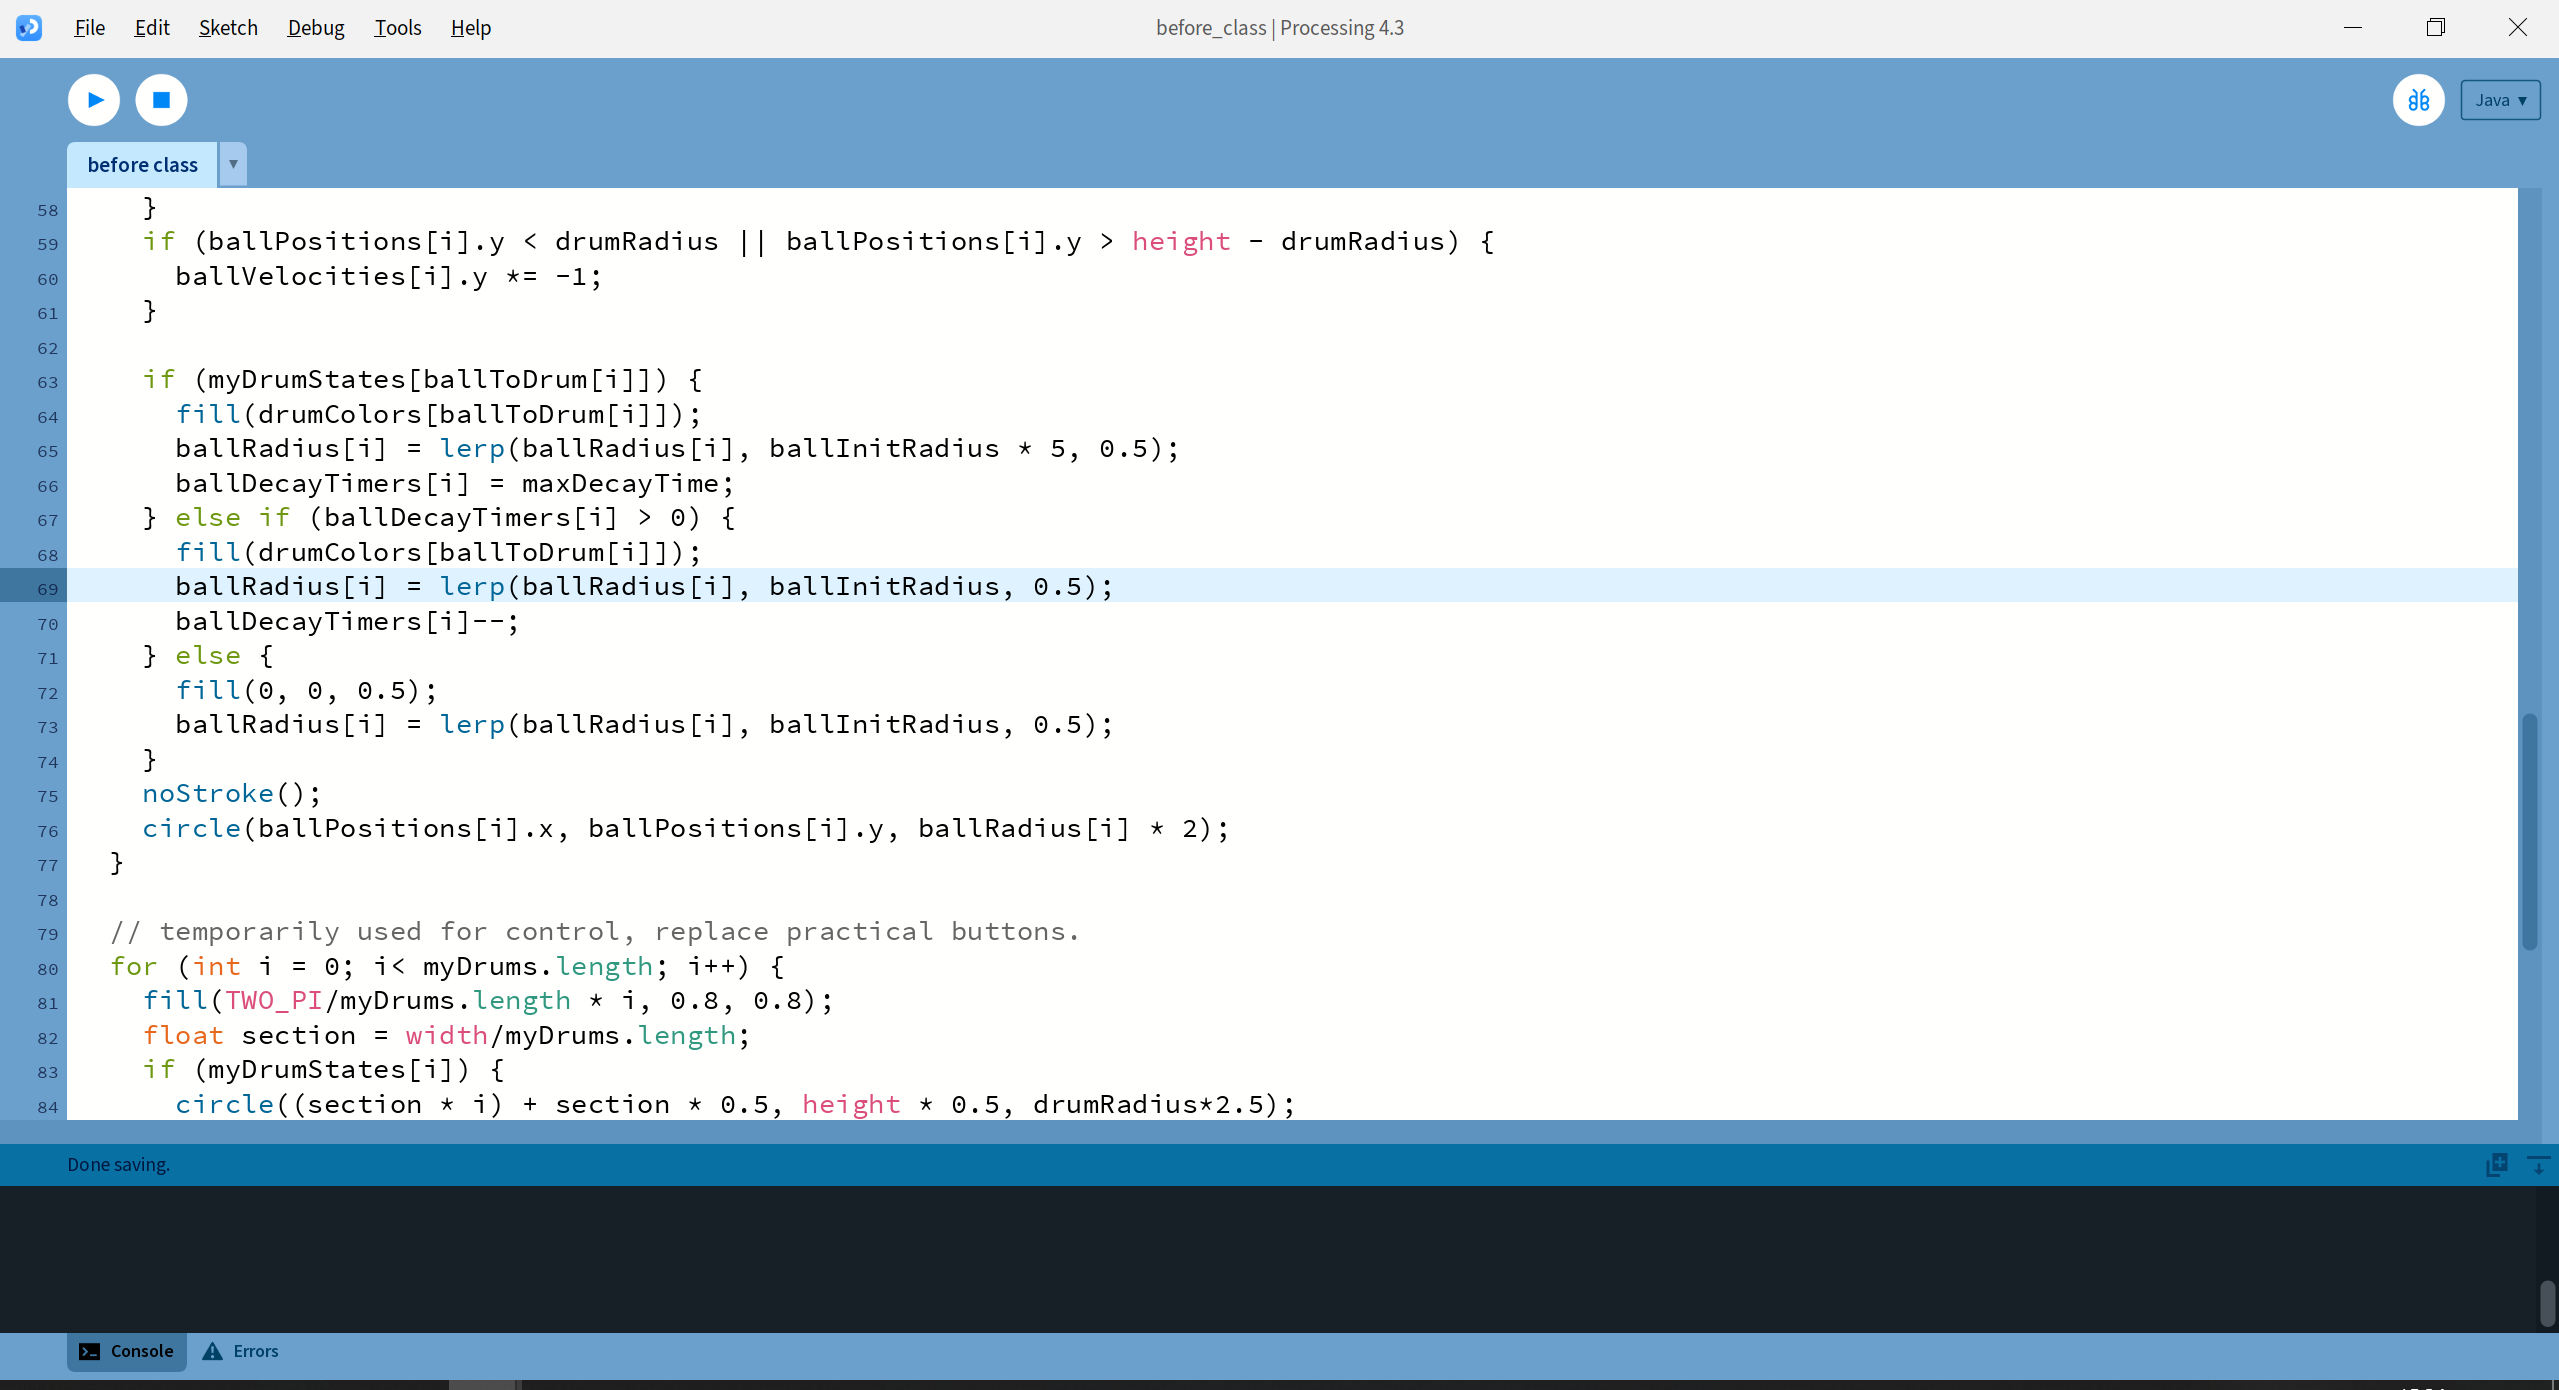 File Edit Sketch Debug Tools Help
before_class | Processing 4.3
Java ▾
before class ▾
58 }
59 if (ballPositions[i].y < drumRadius || ballPositions[i].y > height - drumRadius) {
60 ballVelocities[i].y *= -1;
61 }
62
63 if (myDrumStates[ballToDrum[i]]) {
64 fill(drumColors[ballToDrum[i]]);
65 ballRadius[i] = lerp(ballRadius[i], ballInitRadius * 5, 0.5);
66 ballDecayTimers[i] = maxDecayTime;
67 } else if (ballDecayTimers[i] > 0) {
68 fill(drumColors[ballToDrum[i]]);
69 ballRadius[i] = lerp(ballRadius[i], ballInitRadius, 0.5);
70 ballDecayTimers[i]--;
71 } else {
72 fill(0, 0, 0.5);
73 ballRadius[i] = lerp(ballRadius[i], ballInitRadius, 0.5);
74 }
75 noStroke();
76 circle(ballPositions[i].x, ballPositions[i].y, ballRadius[i] * 2);
77 }
78
79 // temporarily used for control, replace practical buttons.
80 for (int i = 0; i< myDrums.length; i++) {
81 fill(TWO_PI/myDrums.length * i, 0.8, 0.8);
82 float section = width/myDrums.length;
83 if (myDrumStates[i]) {
84 circle((section * i) + section * 0.5, height * 0.5, drumRadius*2.5);
Done saving.
Console Errors